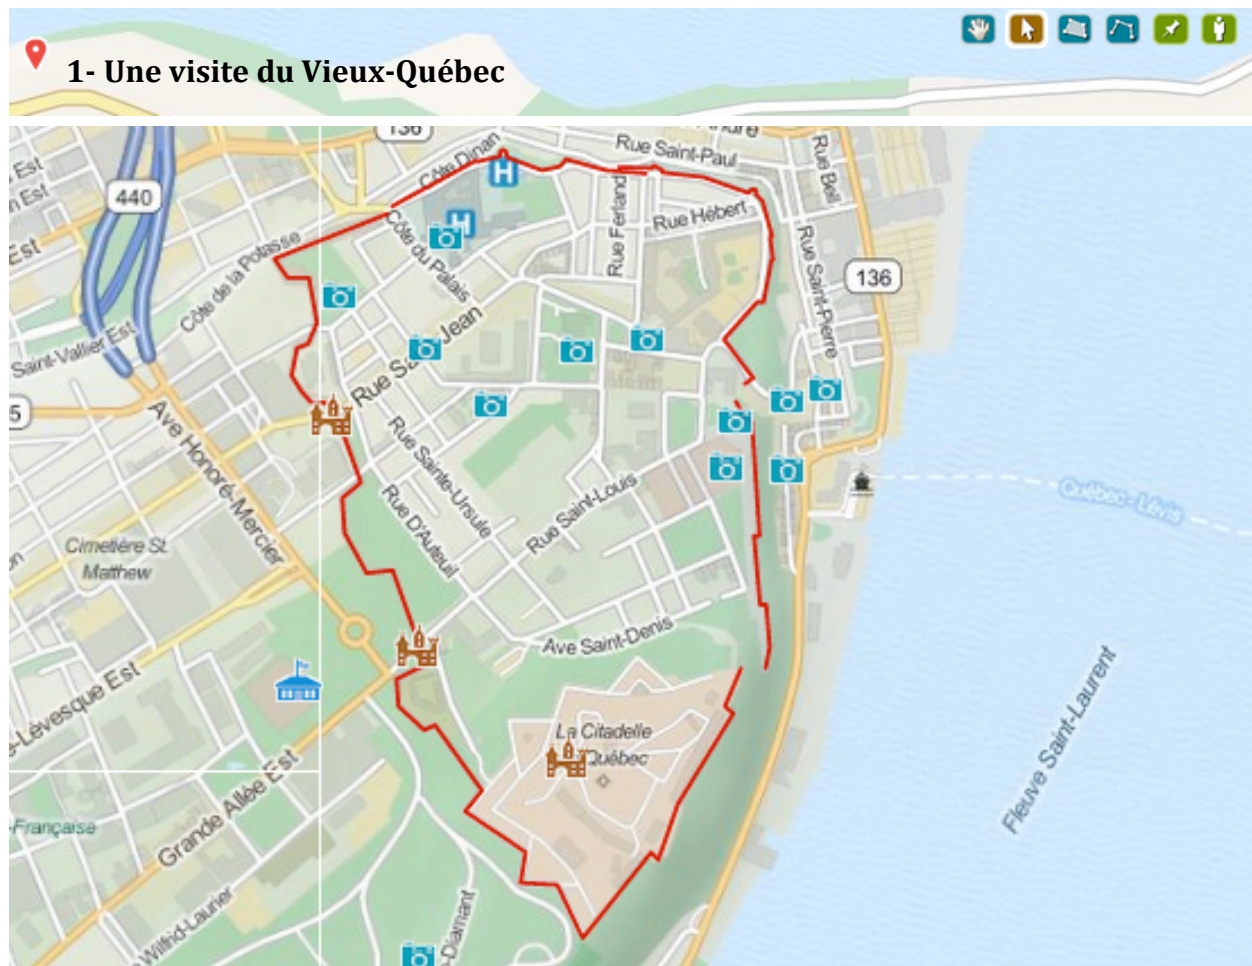 1- Une visite du Vieux-Québec
136
Côte Dinan
Rue Saint-Paul
Rue Bell
Est
440
H
Est
H
Rue Ferland
Rue Hébert
Est
Côte de la Potasse
Côte du Palais
Rue Saint-Pierre
136
Saint-Vallier Est
Jean
5
Ave Honoré-Mercier
Rue Sainte-Ursule
Rue D'Auteuil
Rue Saint-Louis
Québec - Lévis
Cimetière St.
Matthew
Ave Saint-Denis
-Lévesque Est
La Citadelle
Québec
Fleuve Saint-Laurent
Grande Allée Est
-Française
Wilfrid-Laurier
-Diamant